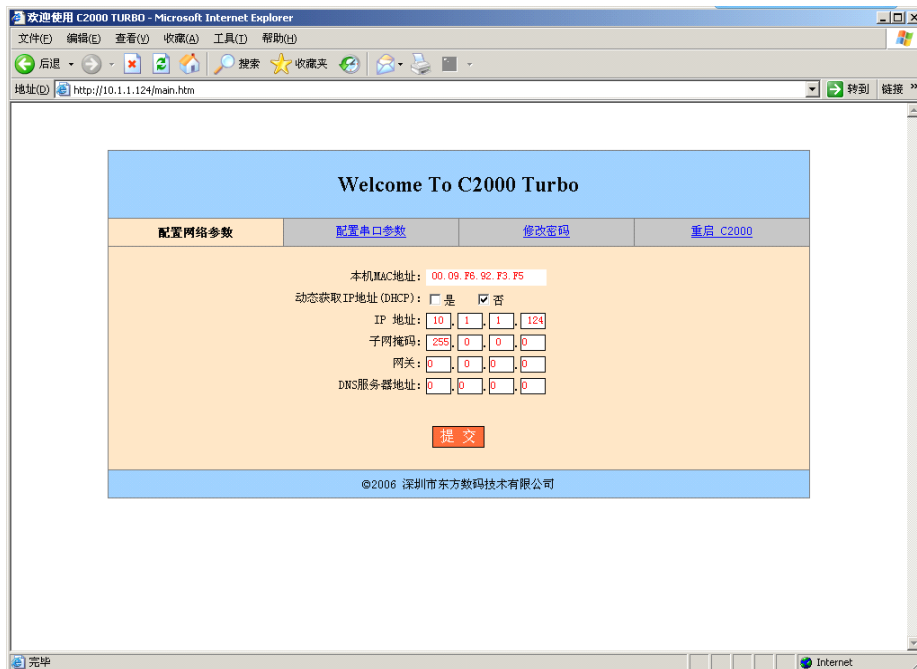 欢迎使用 C2000 TURBO - Microsoft Internet Explorer
文件(F) 编辑(E) 查看(V) 收藏(A) 工具(T) 帮助(H)
后退 搜索 收藏夹
地址(D) http://10.1.1.124/main.htm 转到 链接 »
Welcome To C2000 Turbo
配置网络参数 配置串口参数 修改密码 重启 C2000
本机MAC地址: 00.09.F6.92.F3.F5
动态获取IP地址(DHCP): 是 否
IP 地址: 10 . 1 . 1 . 124
子网掩码: 255 . 0 . 0 . 0
网关: 0 . 0 . 0 . 0
DNS服务器地址: 0 . 0 . 0 . 0
提 交
©2006 深圳市东方数码技术有限公司
完毕 Internet